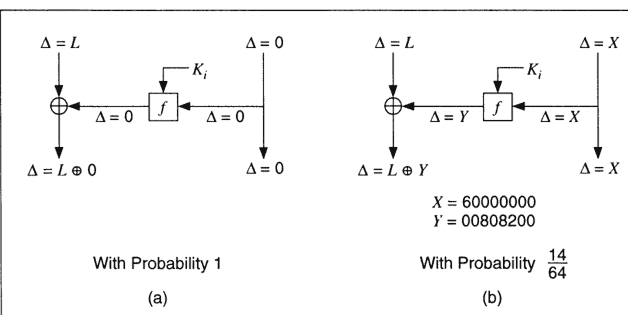 Δ = L
Δ = 0
K_i
f
Δ = 0
Δ = 0
Δ = L ⊕ 0
Δ = 0
With Probability 1
(a)
Δ = L
Δ = X
K_i
f
Δ = Y
Δ = X
Δ = L ⊕ Y
Δ = X
X = 60000000
Y = 00808200
With Probability 14/64
(b)